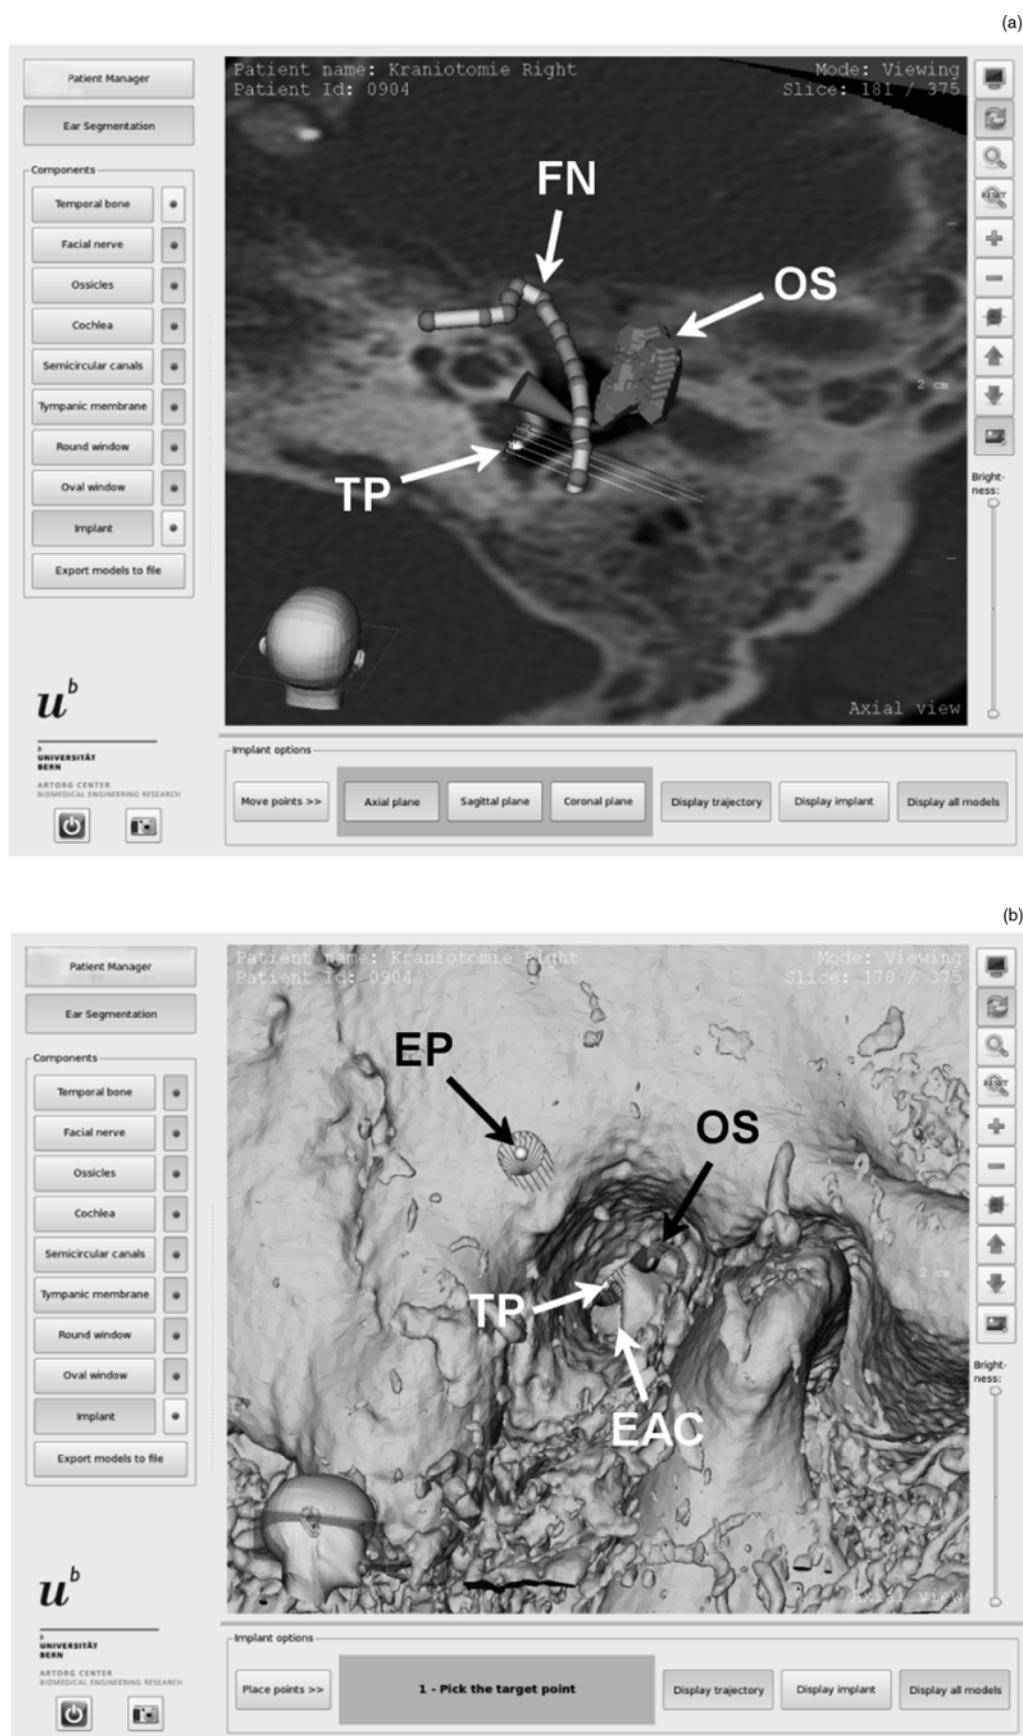 (a)
Patient Manager
Ear Segmentation
Components
Temporal bone
Facial nerve
Ossicles
Cochlea
Semicircular canals
Tympanic membrane
Round window
Oval window
Implant
Export models to file
u^b
b
UNIVERSITÄT
BERN
ARTORG CENTER
BIOMEDICAL ENGINEERING RESEARCH
Patient name: Kraniotomie Right
Patient Id: 0904
Mode: Viewing
Slice: 181 / 375
FN
OS
TP
2 cm
Axial view
RESET
Bright-
ness:
Implant options
Move points >>
Axial plane
Sagittal plane
Coronal plane
Display trajectory
Display implant
Display all models
(b)
Patient Manager
Ear Segmentation
Components
Temporal bone
Facial nerve
Ossicles
Cochlea
Semicircular canals
Tympanic membrane
Round window
Oval window
Implant
Export models to file
u^b
b
UNIVERSITÄT
BERN
ARTORG CENTER
BIOMEDICAL ENGINEERING RESEARCH
Patient name: Kraniotomie Right
Patient Id: 0904
Mode: Viewing
Slice: 170 / 375
EP
OS
TP
EAC
2 cm
Axial view
RESET
Bright-
ness:
Implant options
Place points >>
1 - Pick the target point
Display trajectory
Display implant
Display all models